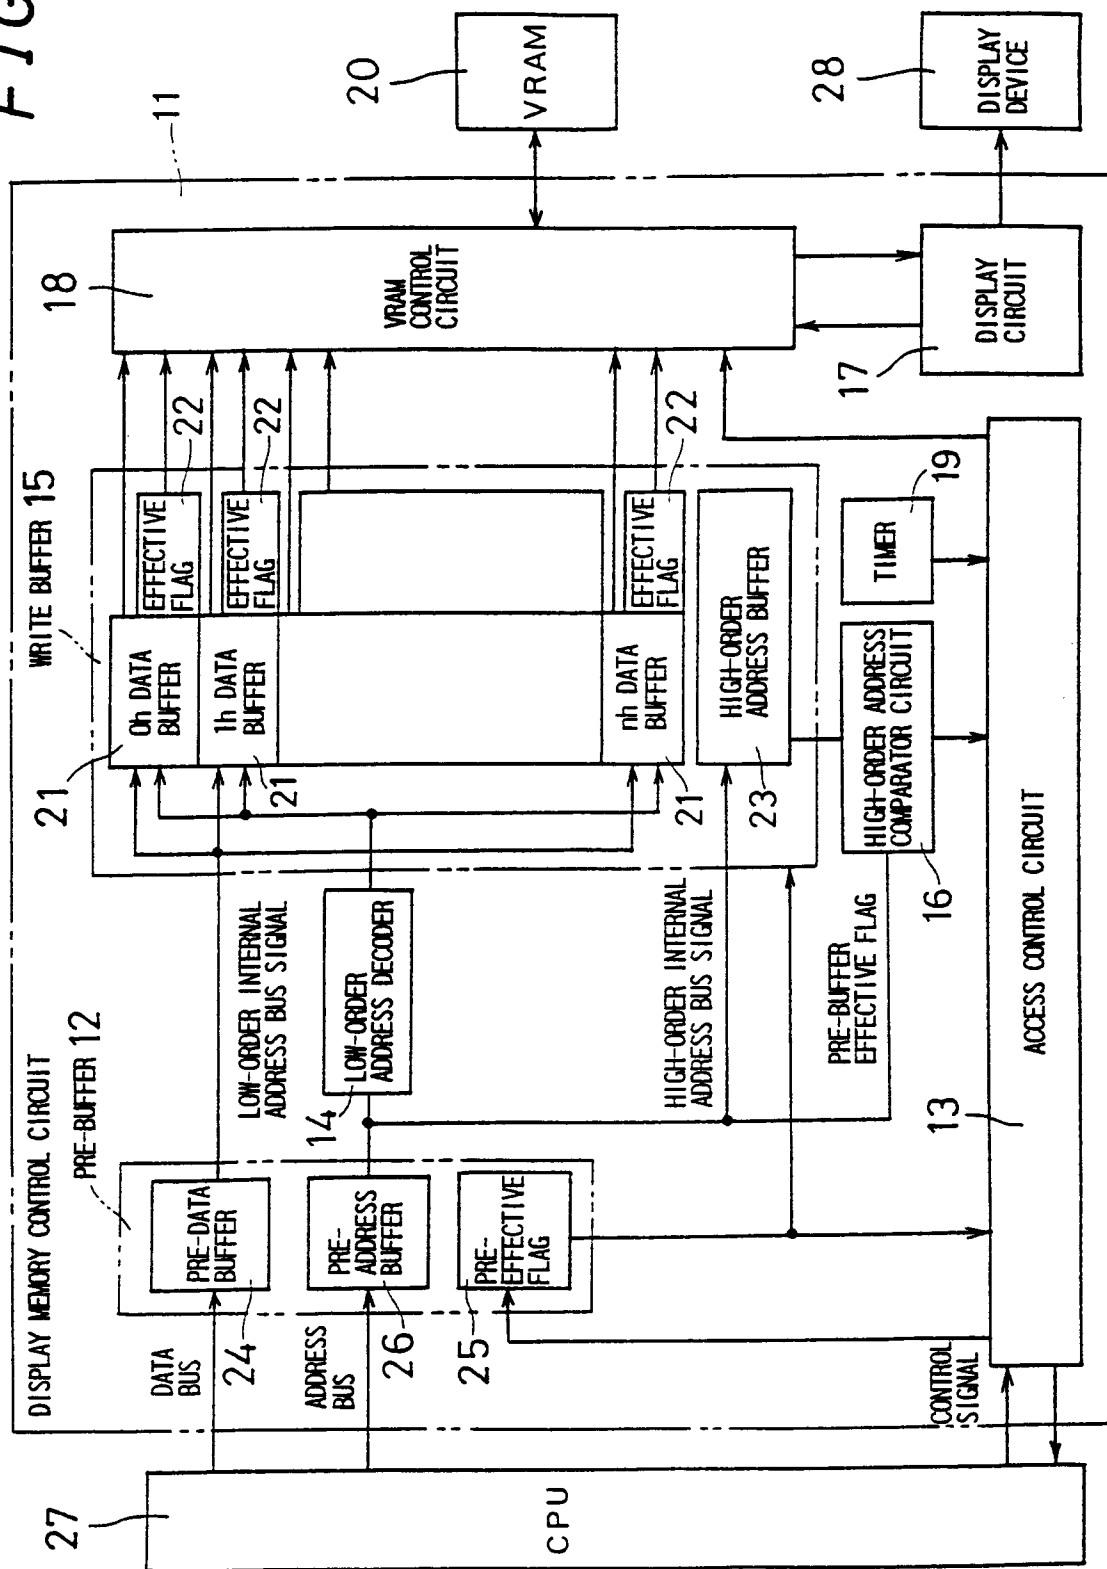 FIG
DISPLAY MEMORY CONTROL CIRCUIT
11
PRE-BUFFER 12
WRITE BUFFER 15
27
CPU
DATA
BUS
ADDRESS
BUS
CONTROL
SIGNAL
PRE-DATA
BUFFER
24
PRE-
ADDRESS
BUFFER
26
PRE-
EFFECTIVE
FLAG
25
LOW-ORDER INTERNAL
ADDRESS BUS SIGNAL
14
LOW-ORDER
ADDRESS DECODER
HIGH-ORDER INTERNAL
ADDRESS BUS SIGNAL
PRE-BUFFER
EFFECTIVE FLAG
21
0h DATA
BUFFER
EFFECTIVE
FLAG
22
21
1h DATA
BUFFER
EFFECTIVE
FLAG
22
21
nh DATA
BUFFER
EFFECTIVE
FLAG
22
23
HIGH-ORDER
ADDRESS BUFFER
16
HIGH-ORDER ADDRESS
COMPARATOR CIRCUIT
TIMER
19
13
ACCESS CONTROL CIRCUIT
18
VRAM
CONTROL
CIRCUIT
17
DISPLAY
CIRCUIT
20
VRAM
28
DISPLAY
DEVICE